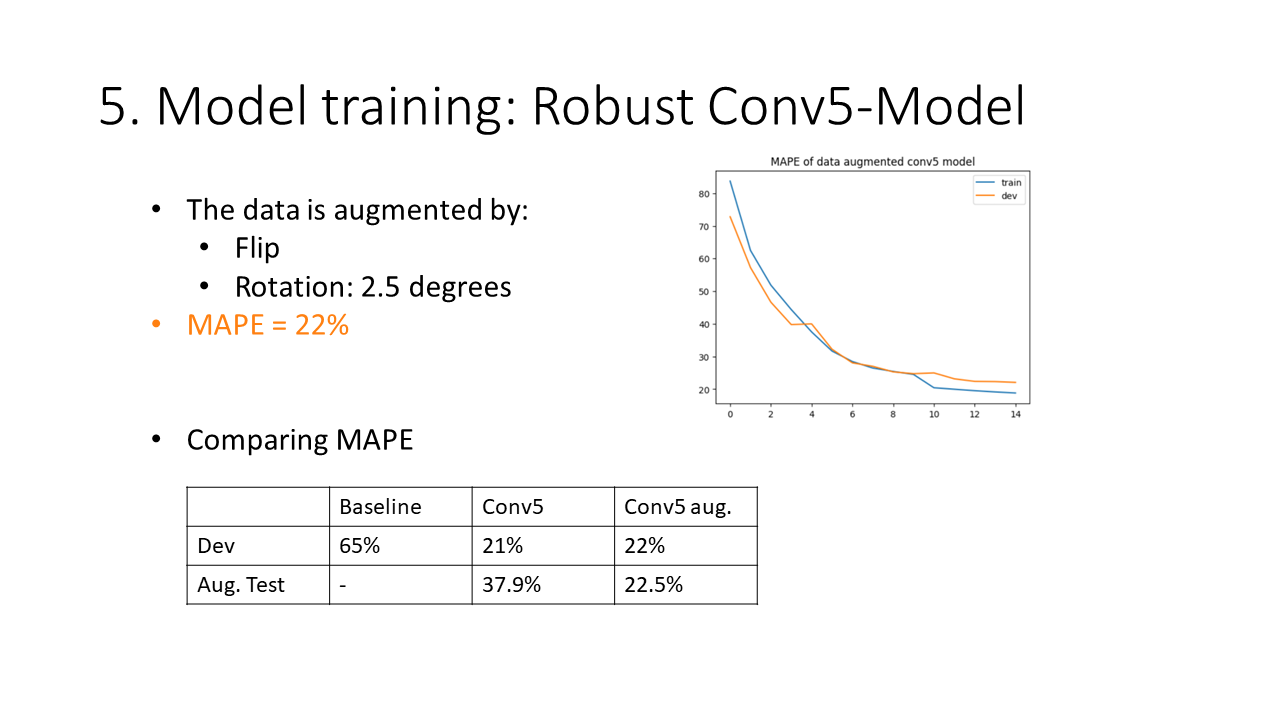 5. Model training: Robust Conv5-Model
• The data is augmented by:
• Flip
• Rotation: 2.5 degrees
• MAPE = 22%
MAPE of data augmented conv5 model
train
dev
80
70
60
50
40
30
20
0 2 4 6 8 10 12 14
• Comparing MAPE
Baseline Conv5 Conv5 aug.
Dev 65% 21% 22%
Aug. Test - 37.9% 22.5%